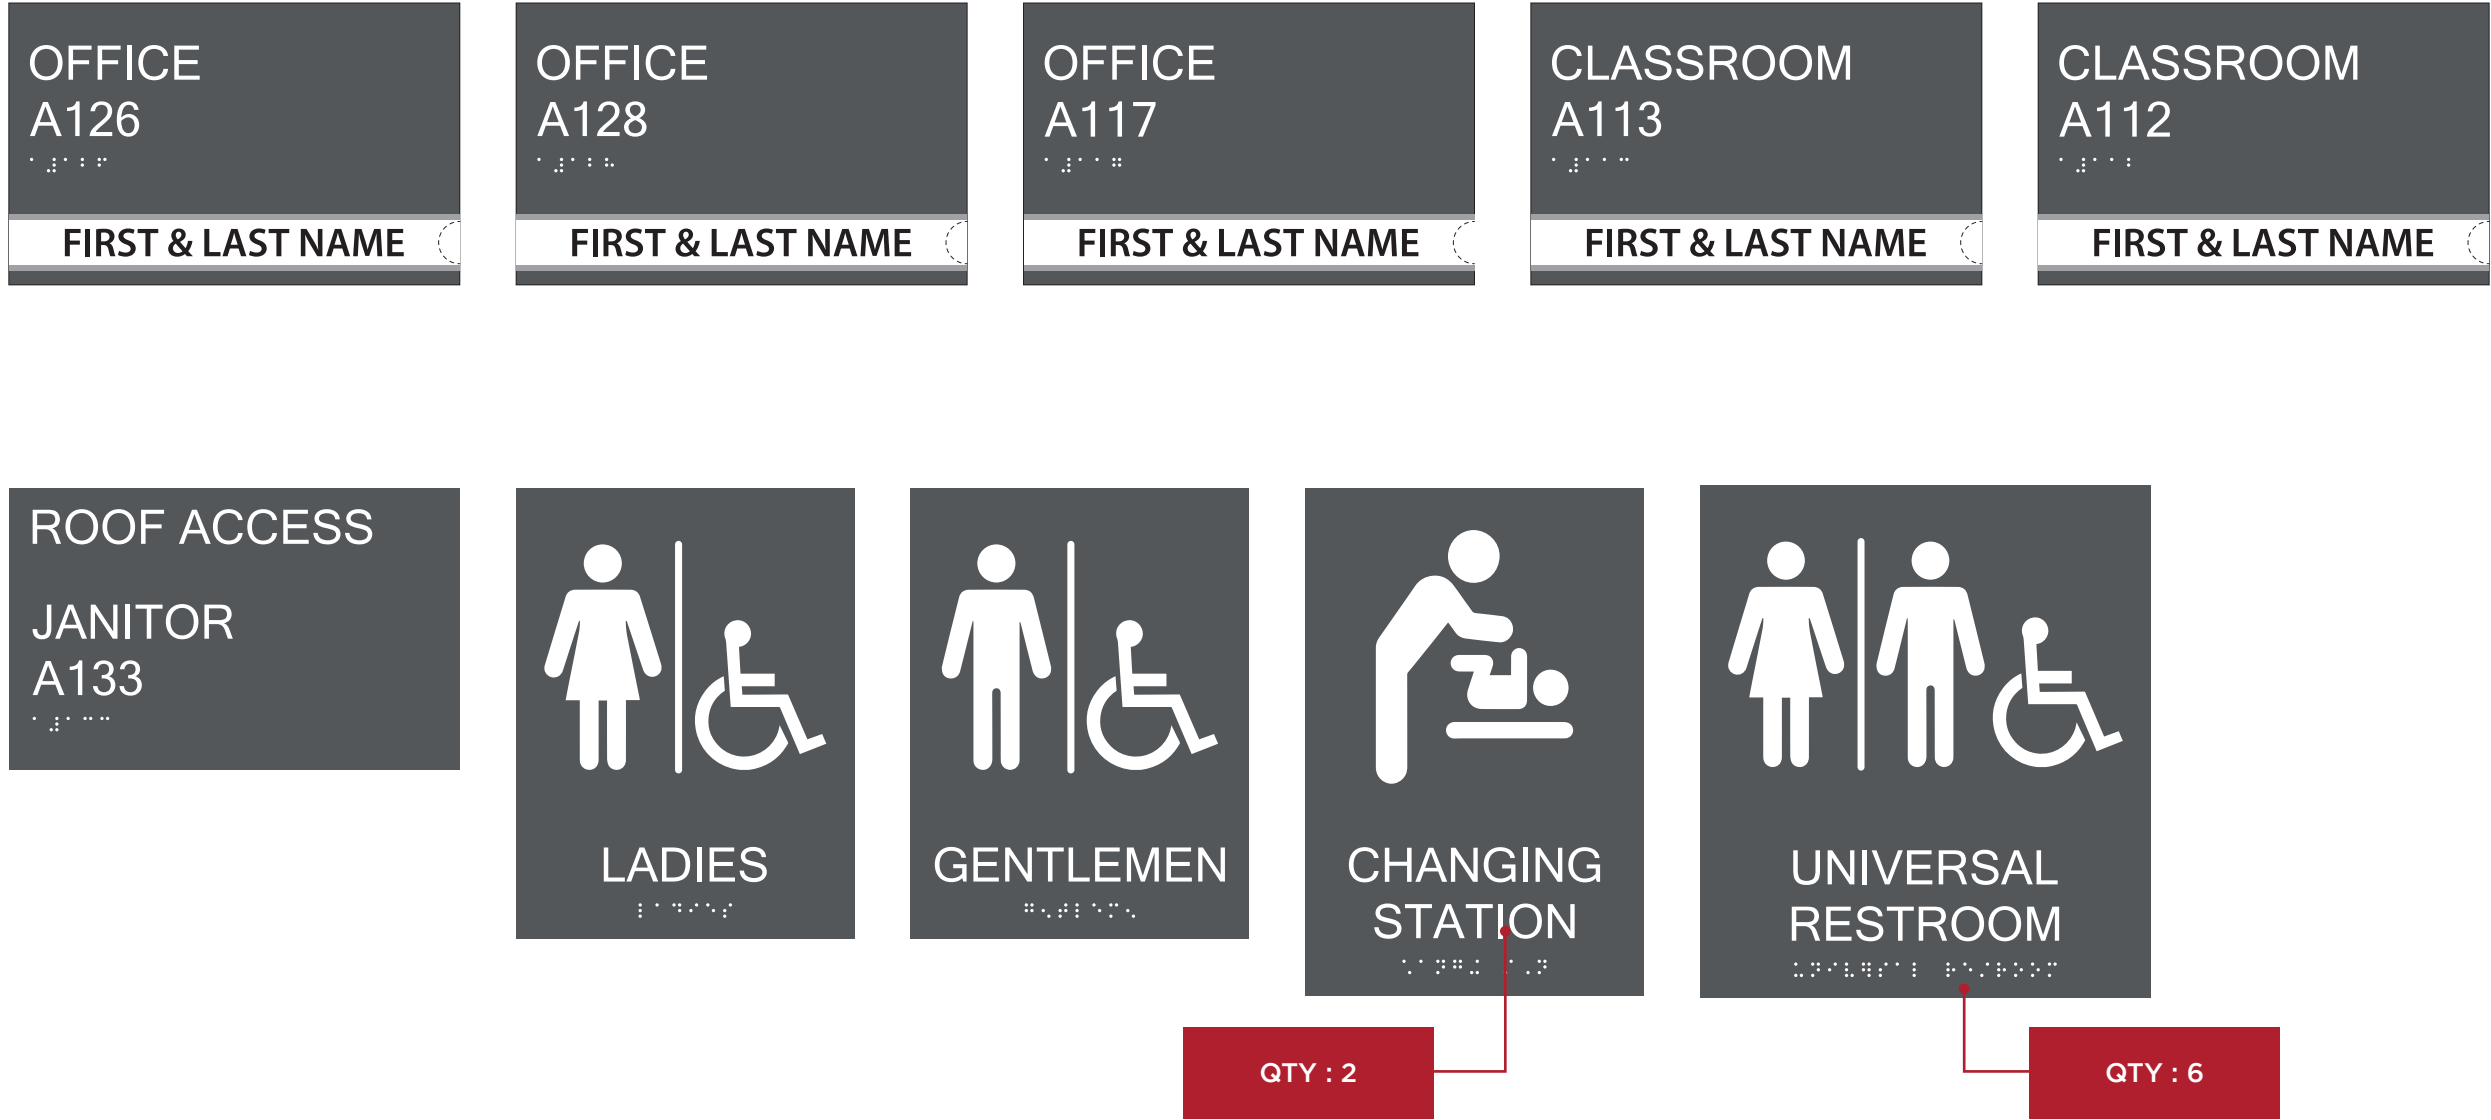 OFFICE
A126
⠁⠼⠁⠃⠋
FIRST & LAST NAME
OFFICE
A128
⠁⠼⠁⠃⠓
FIRST & LAST NAME
OFFICE
A117
⠁⠼⠁⠁⠛
FIRST & LAST NAME
CLASSROOM
A113
⠁⠼⠁⠁⠉
FIRST & LAST NAME
CLASSROOM
A112
⠁⠼⠁⠁⠃
FIRST & LAST NAME
ROOF ACCESS
JANITOR
A133
⠁⠼⠁⠉⠉
LADIES
⠇⠁⠙⠊⠑⠎
GENTLEMEN
CHANGING
STATION
UNIVERSAL
RESTROOM
QTY : 2
QTY : 6